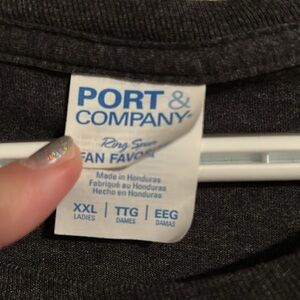 PORT &
COMPANY®
Ring Spun
FAN FAVOR
Made in Honduras
Fabriqué au Honduras
Hecho en Honduras
XXL | TTG | EEG
LADIES DAMES DAMAS